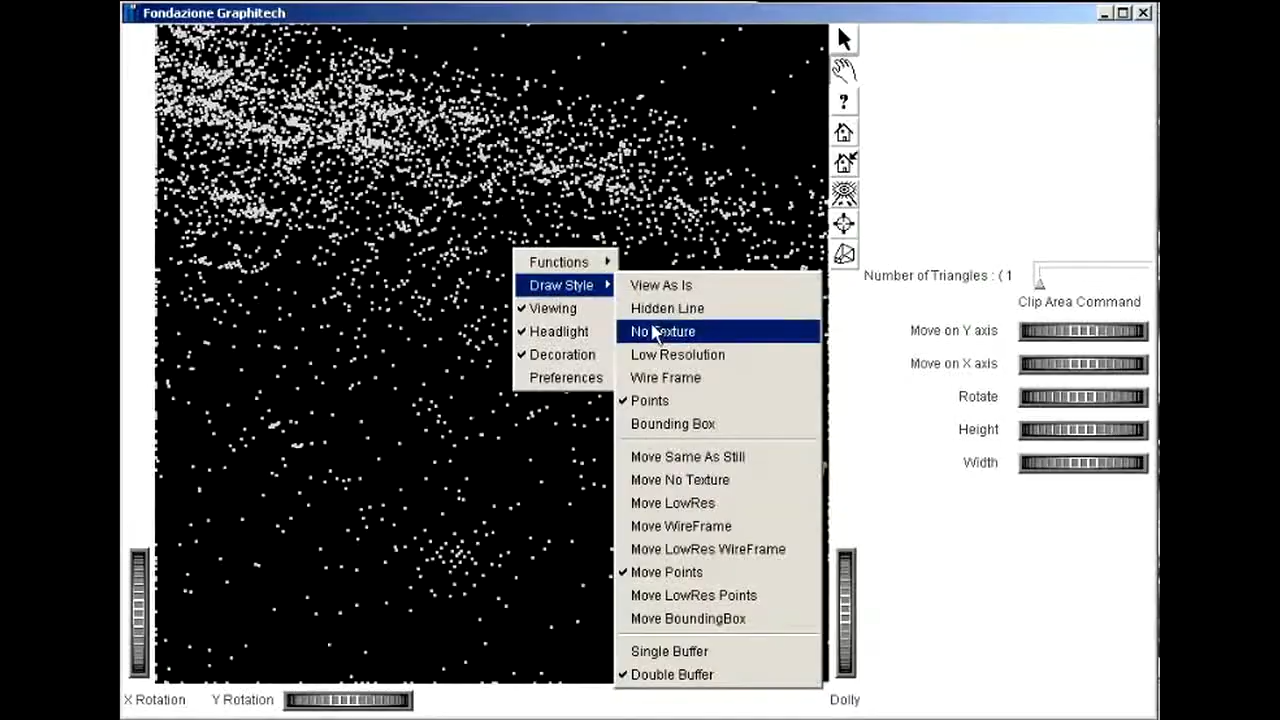 Fondazione Graphitech
?
Functions
Draw Style
Viewing
Headlight
Decoration
Preferences
View As Is
Hidden Line
No Texture
Low Resolution
Wire Frame
Points
Bounding Box
Move Same As Still
Move No Texture
Move LowRes
Move WireFrame
Move LowRes WireFrame
Move Points
Move LowRes Points
Move BoundingBox
Single Buffer
Double Buffer
Number of Triangles : ( 1
Clip Area Command
Move on Y axis
Move on X axis
Rotate
Height
Width
X Rotation
Y Rotation
Dolly